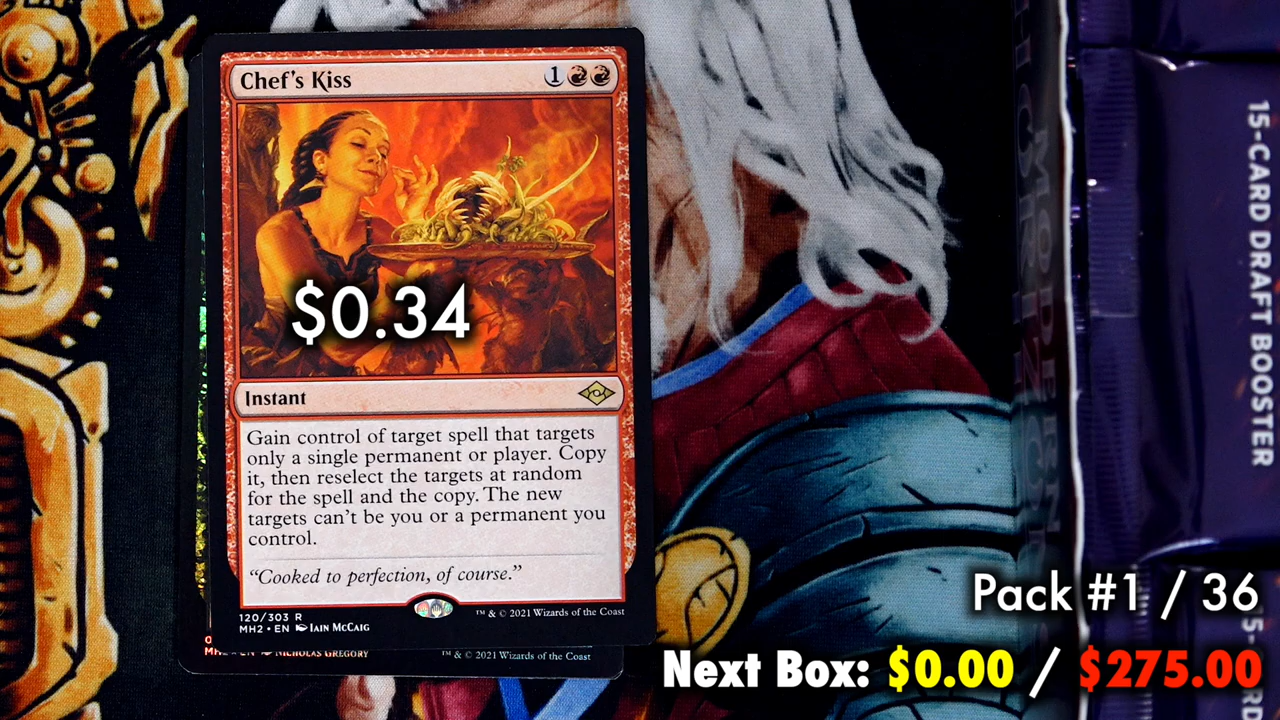 Chef's Kiss 1
$0.34
Instant
Gain control of target spell that targets
only a single permanent or player. Copy
it, then reselect the targets at random
for the spell and the copy. The new
targets can't be you or a permanent you
control.
"Cooked to perfection, of course."
120/303 R
MH2 • EN Iain McCaig
™ & © 2021 Wizards of the Coast
Nicholas Gregory
™ & © 2021 Wizards of the Coast
15-CARD DRAFT BOOSTER
Pack #1 / 36
Next Box: $0.00 / $275.00